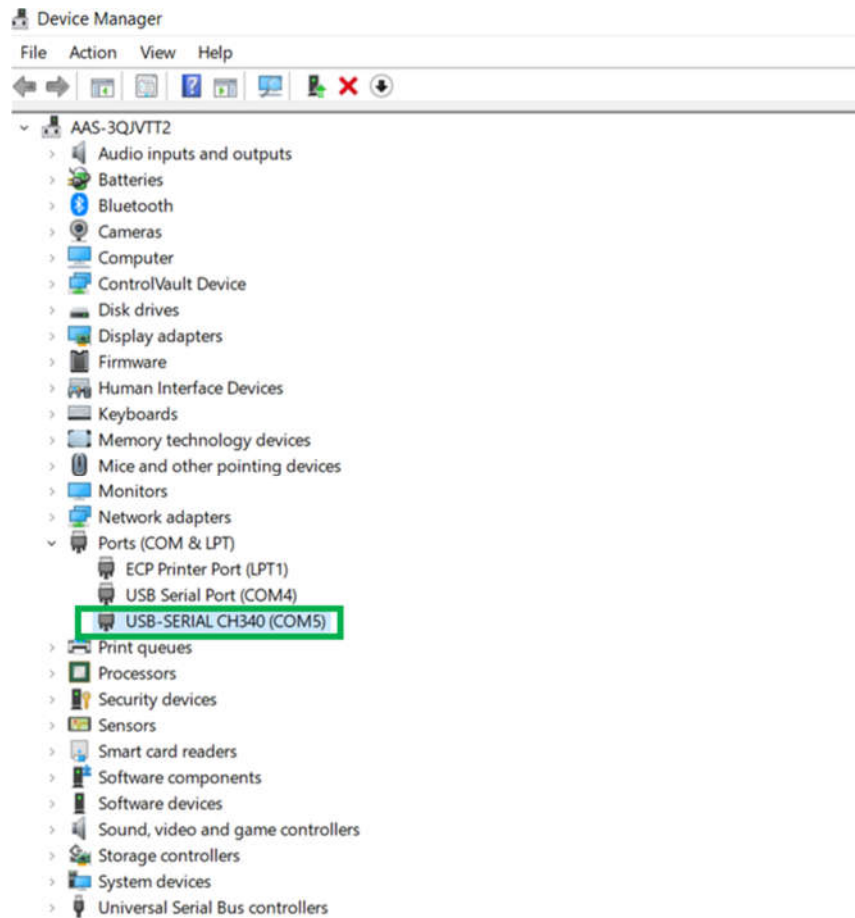 Device Manager
File Action View Help
AAS-3QJVTT2
Audio inputs and outputs
Batteries
Bluetooth
Cameras
Computer
ControlVault Device
Disk drives
Display adapters
Firmware
Human Interface Devices
Keyboards
Memory technology devices
Mice and other pointing devices
Monitors
Network adapters
Ports (COM & LPT)
ECP Printer Port (LPT1)
USB Serial Port (COM4)
USB-SERIAL CH340 (COM5)
Print queues
Processors
Security devices
Sensors
Smart card readers
Software components
Software devices
Sound, video and game controllers
Storage controllers
System devices
Universal Serial Bus controllers